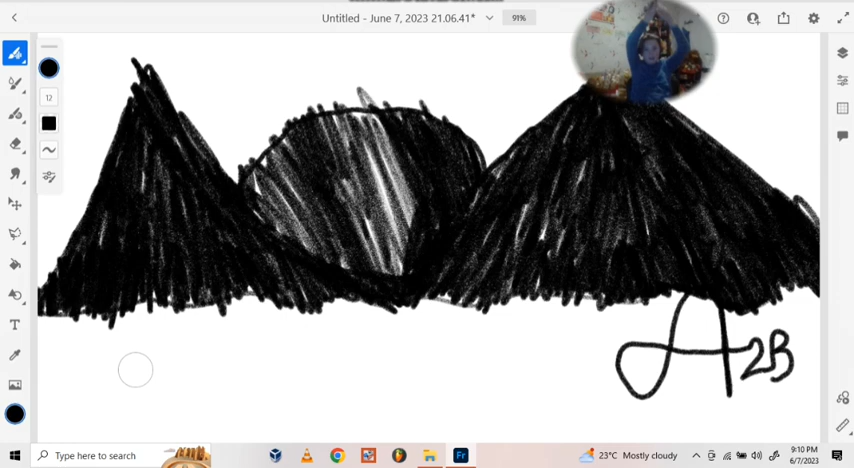 Untitled - June 7, 2023 21.06.41*
91%
12
A2B
T
Type here to search
Fr
23°C Mostly cloudy
9:10 PM
6/7/2023